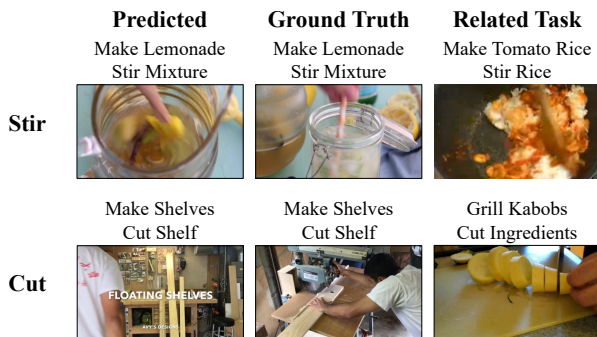 Predicted Ground Truth Related Task
Make Lemonade Make Lemonade Make Tomato Rice
Stir Mixture Stir Mixture Stir Rice
Stir
Make Shelves Make Shelves Grill Kabobs
Cut Shelf Cut Shelf Cut Ingredients
Cut
FLOATING SHELVES